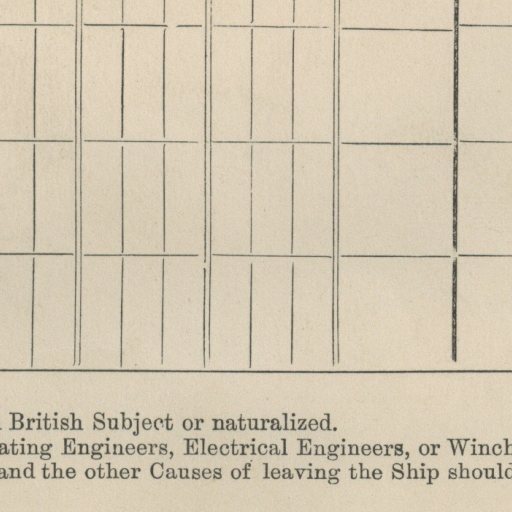 British Subject or naturalized.
ating Engineers, Electrical Engineers, or Winch
and the other Causes of leaving the Ship should